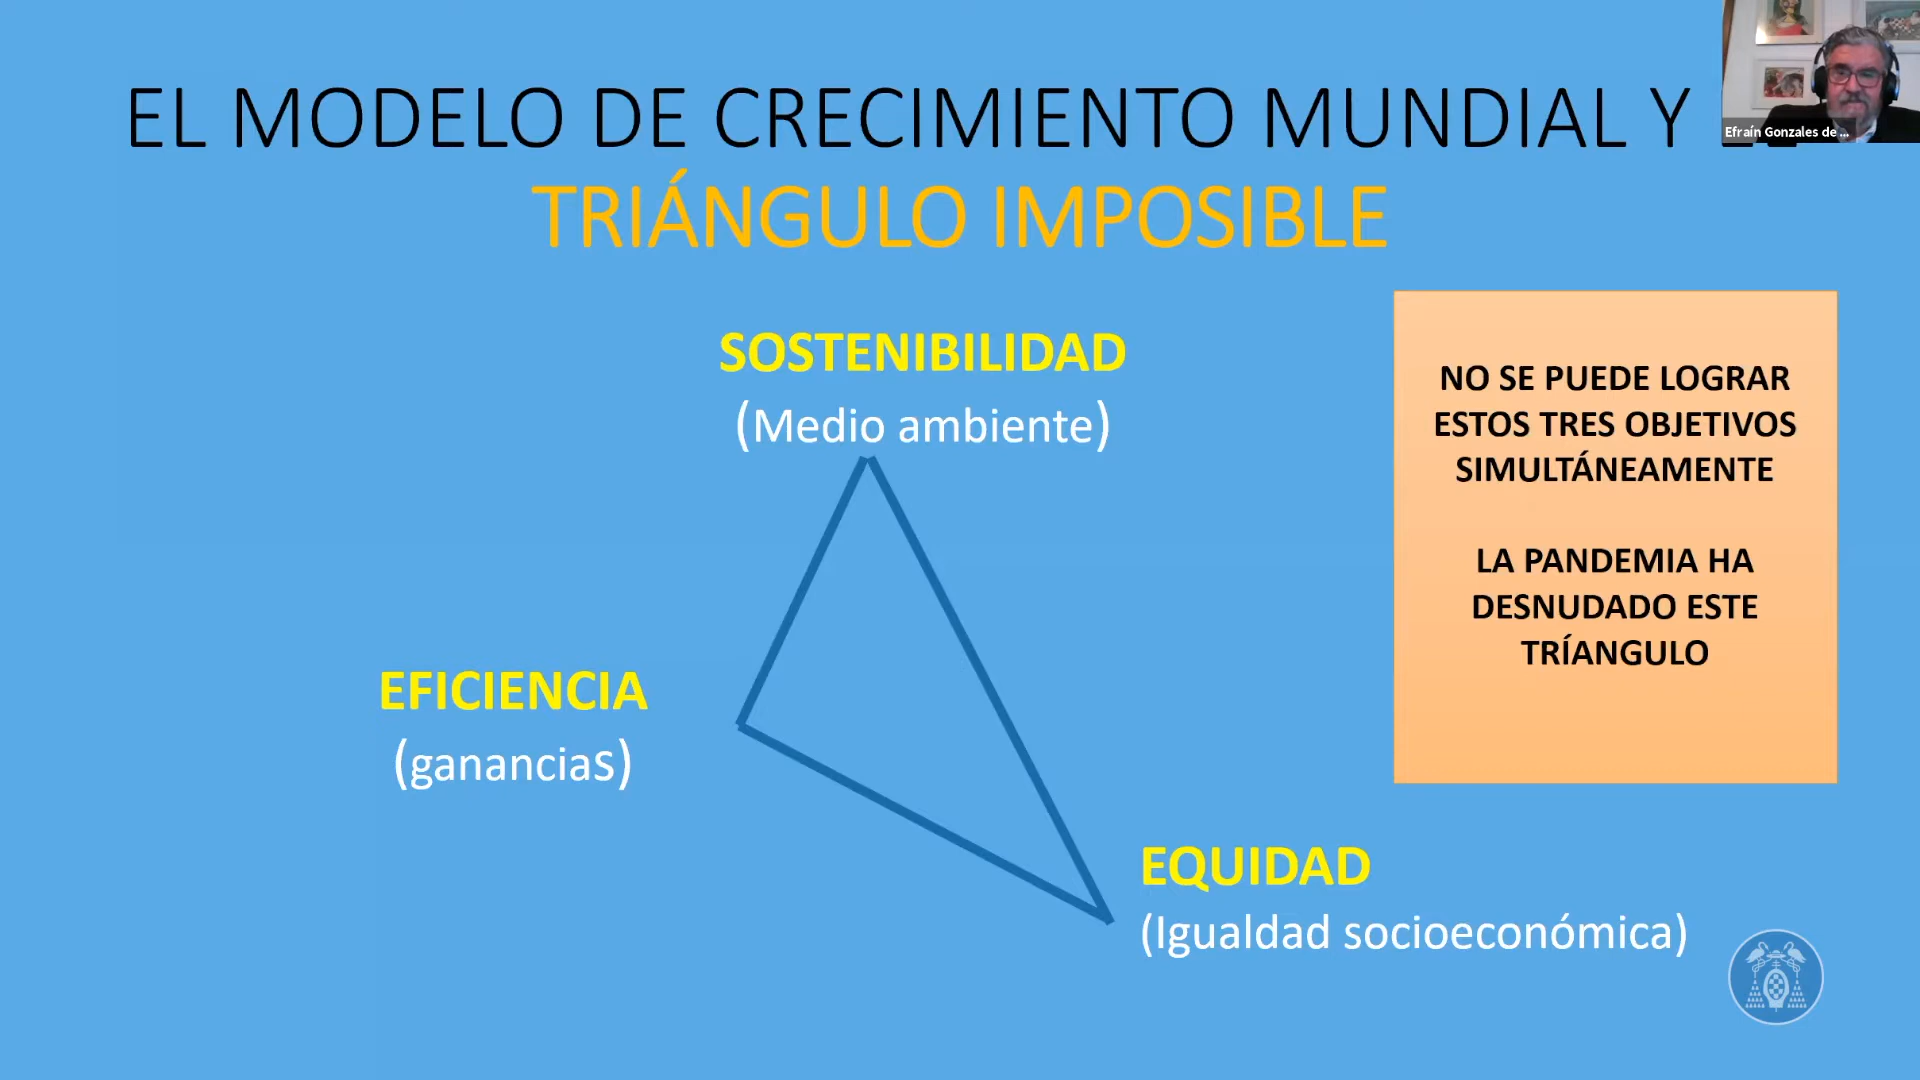 EL MODELO DE CRECIMIENTO MUNDIAL Y
TRIÁNGULO IMPOSIBLE
Efraín Gonzales de ...
SOSTENIBILIDAD
(Medio ambiente)
NO SE PUEDE LOGRAR
ESTOS TRES OBJETIVOS
SIMULTÁNEAMENTE
LA PANDEMIA HA
DESNUDADO ESTE
TRÍANGULO
EFICIENCIA
(ganancias)
EQUIDAD
(Igualdad socioeconómica)